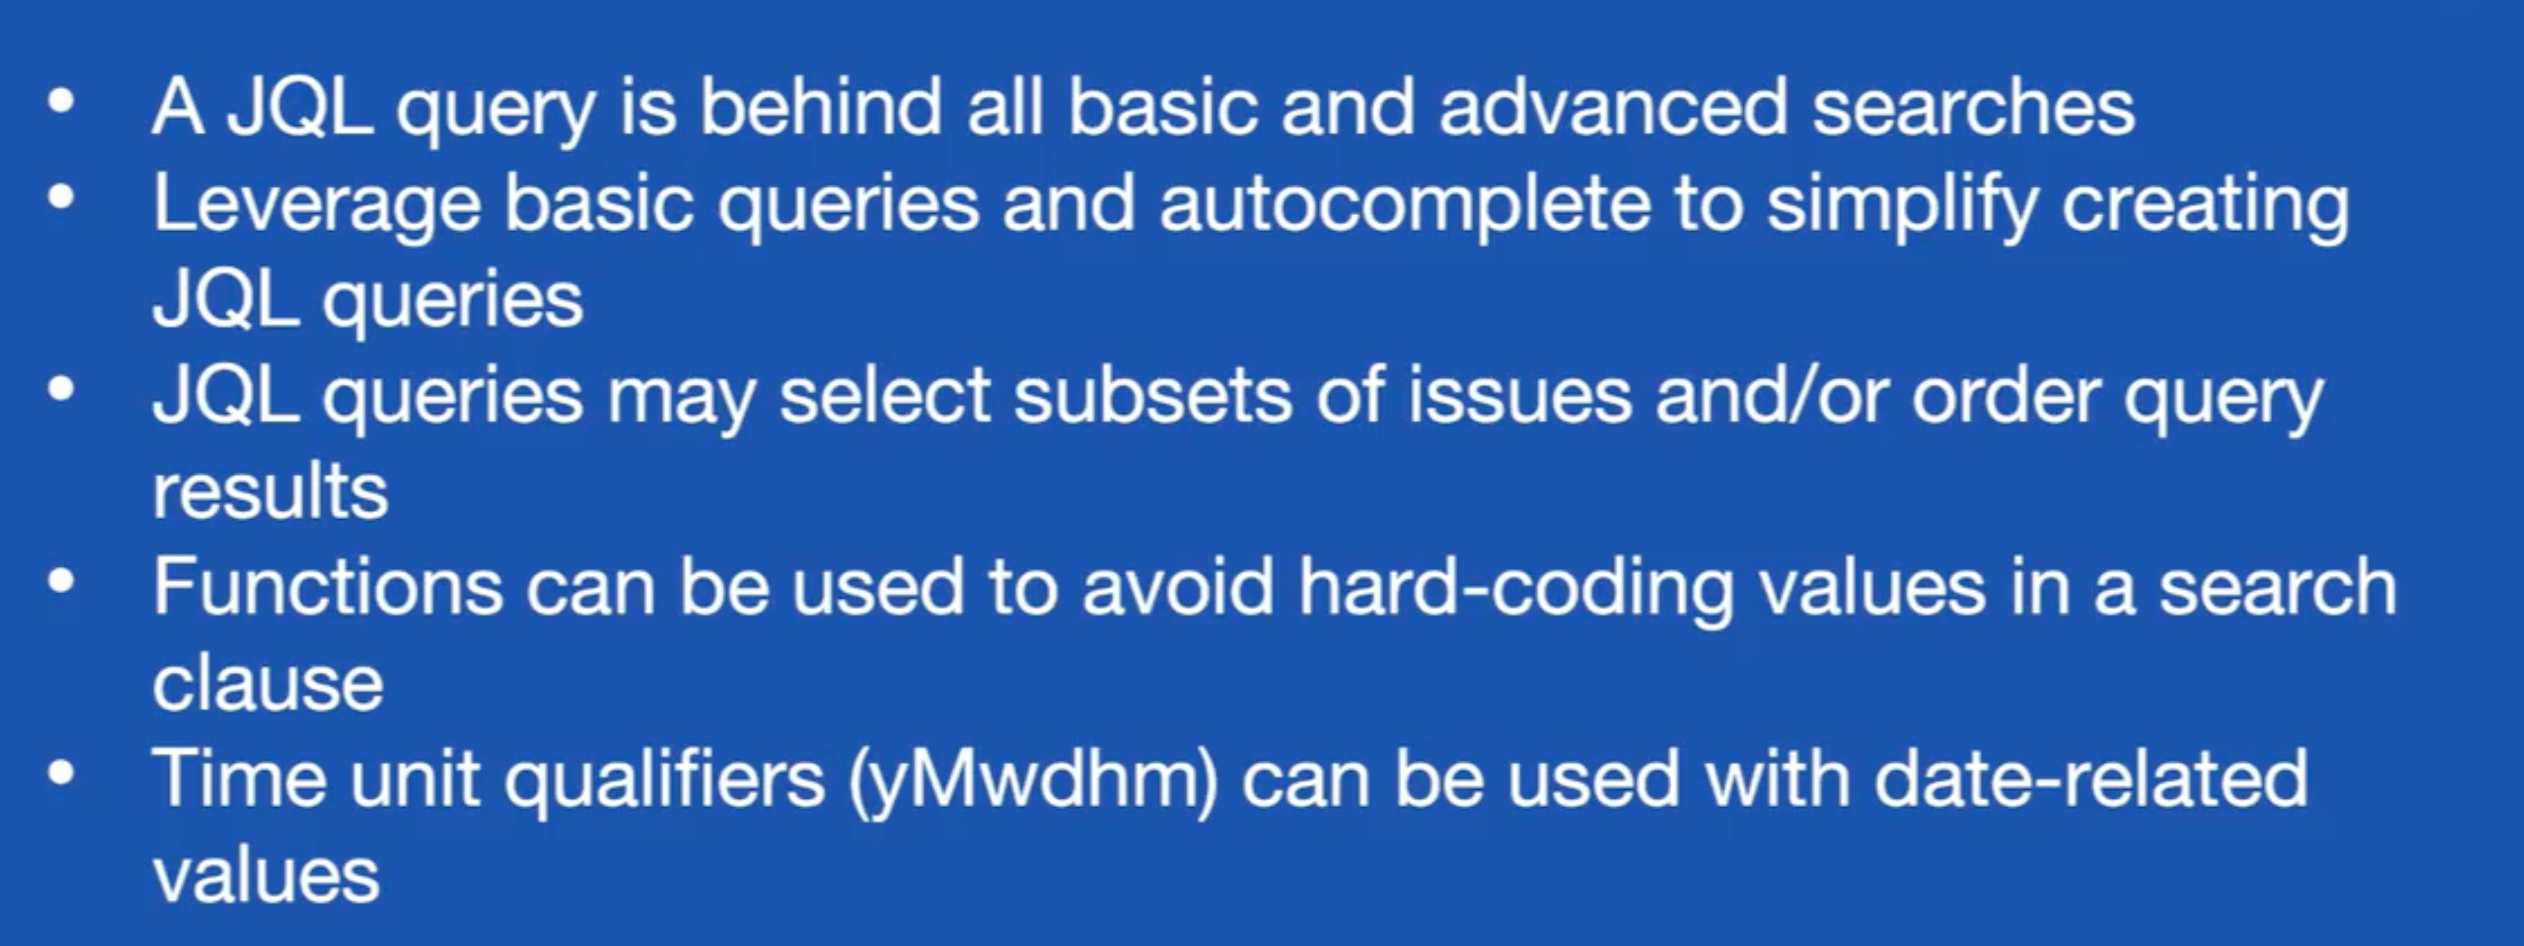 • A JQL query is behind all basic and advanced searches
• Leverage basic queries and autocomplete to simplify creating
JQL queries
• JQL queries may select subsets of issues and/or order query
results
• Functions can be used to avoid hard-coding values in a search
clause
• Time unit qualifiers (yMwdhm) can be used with date-related
values